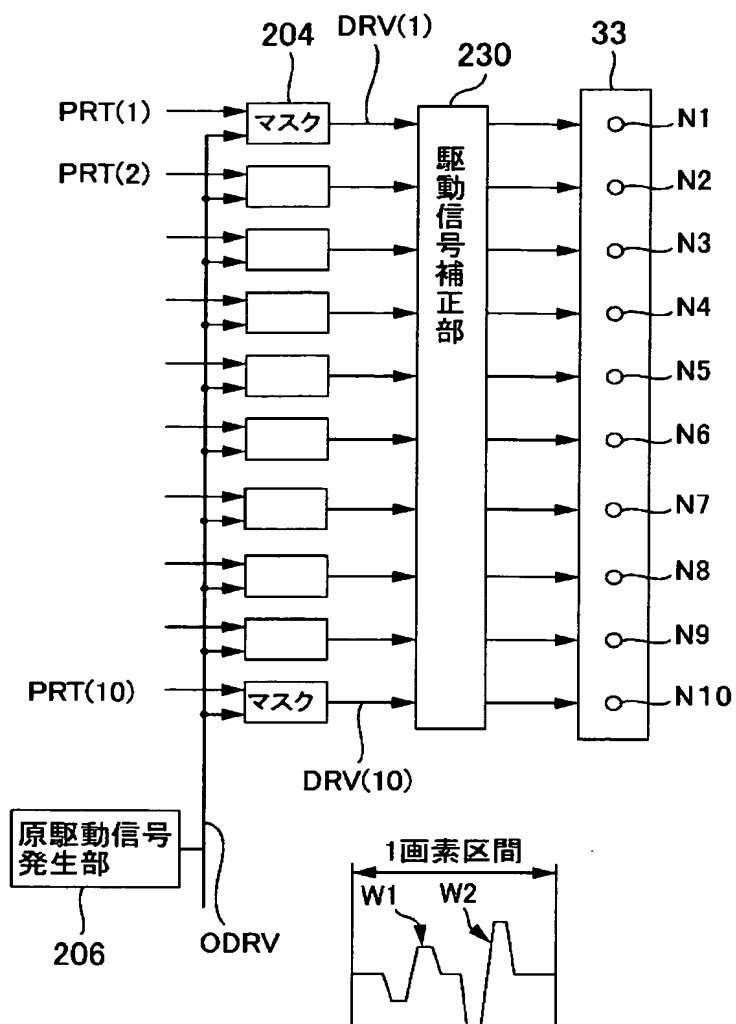 204
DRV(1)
230
33
PRT(1)
マスク
N1
PRT(2)
N2
駆動信号補正部
N3
N4
N5
N6
N7
N8
N9
PRT(10)
マスク
N10
DRV(10)
原駆動信号
発生部
206
ODRV
1画素区間
W1
W2